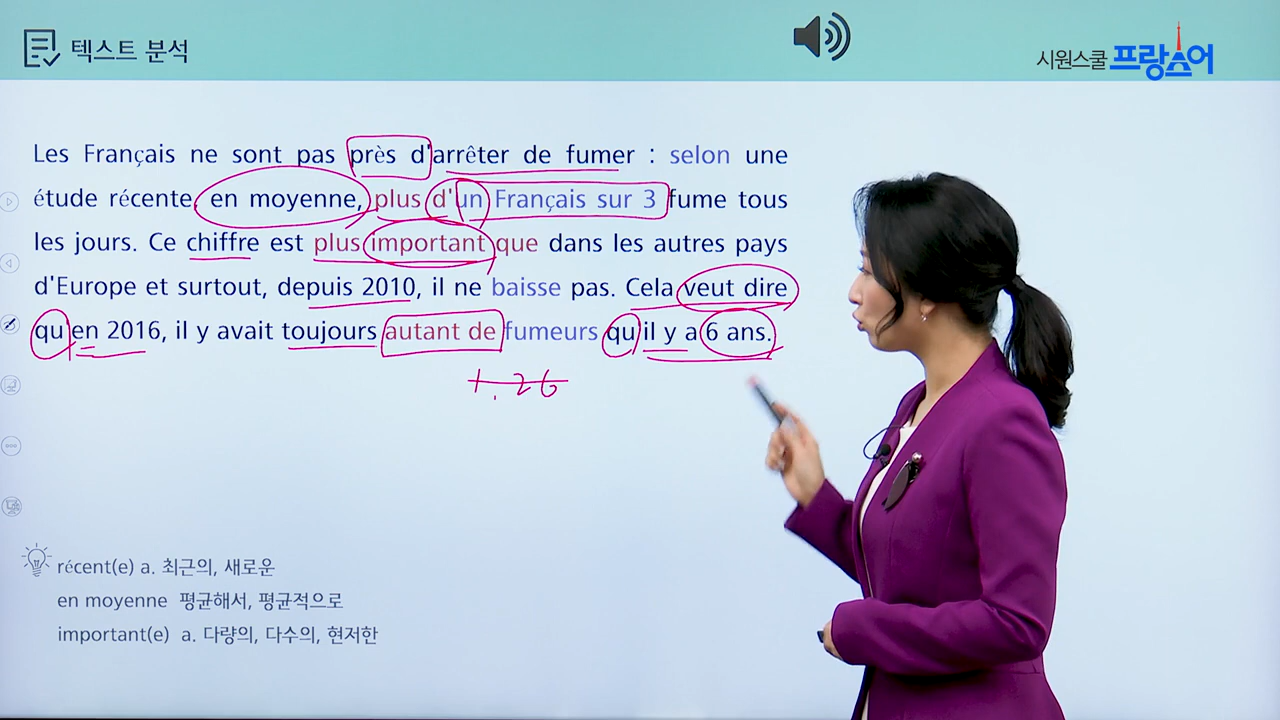 텍스트 분석
시원스쿨 프랑스어
Les Français ne sont pas près d'arrêter de fumer : selon une
étude récente, en moyenne, plus d'un Français sur 3 fume tous
les jours. Ce chiffre est plus important que dans les autres pays
d'Europe et surtout, depuis 2010, il ne baisse pas. Cela veut dire
qu'en 2016, il y avait toujours autant de fumeurs qu'il y a 6 ans.
récent(e) a. 최근의, 새로운
en moyenne 평균해서, 평균적으로
important(e) a. 다량의, 다수의, 현저한